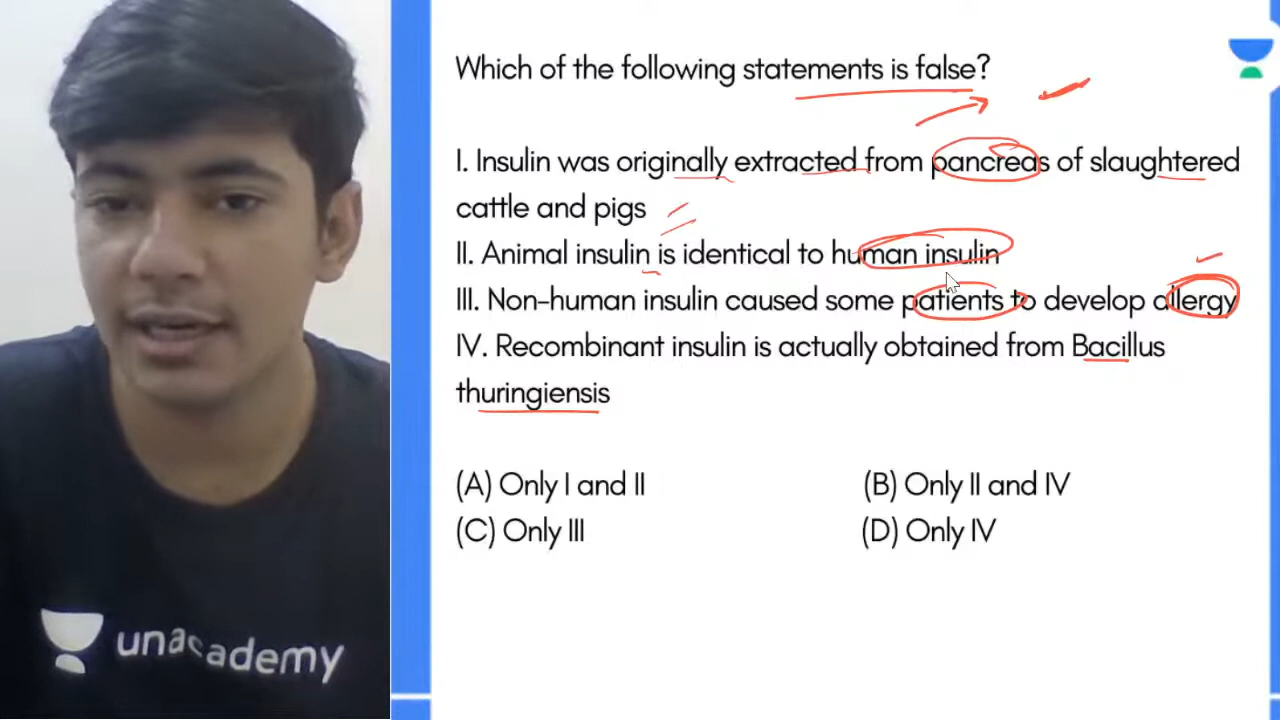 Which of the following statements is false?
I. Insulin was originally extracted from pancreas of slaughtered
cattle and pigs
II. Animal insulin is identical to human insulin
III. Non-human insulin caused some patients to develop allergy
IV. Recombinant insulin is actually obtained from Bacillus
thuringiensis
(A) Only I and II
(B) Only II and IV
(C) Only III
(D) Only IV
unacademy